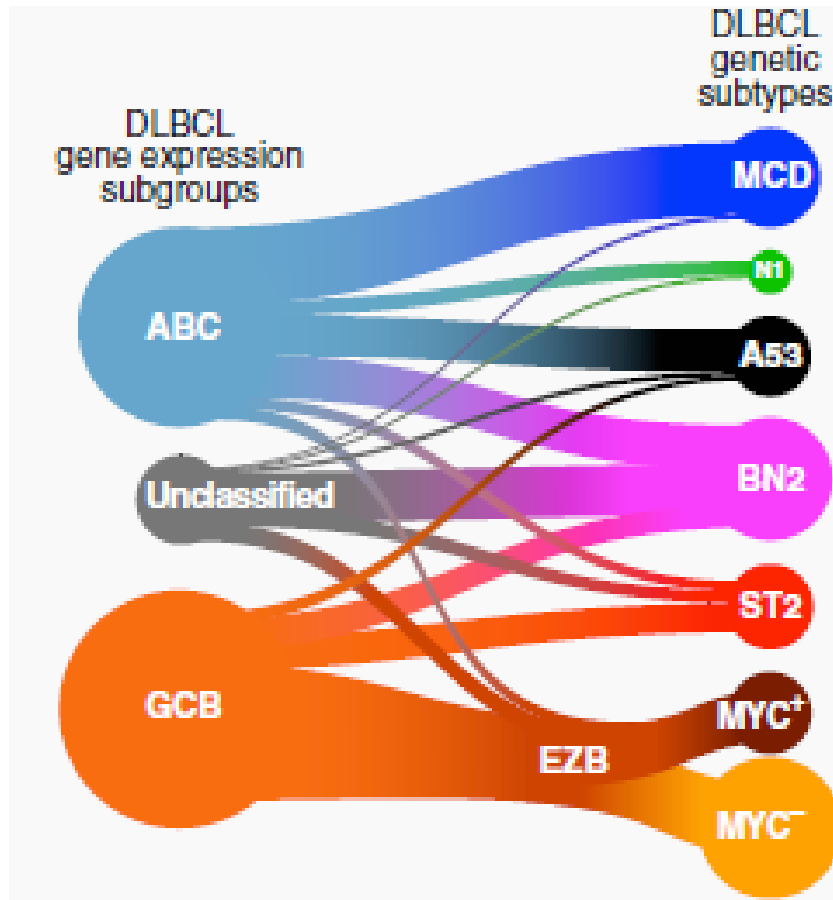 DLBCL
genetic
subtypes
DLBCL
gene expression
subgroups
MCD
N1
ABC
A53
BN2
Unclassified
ST2
GCB
MYC⁺
EZB
MYC⁻